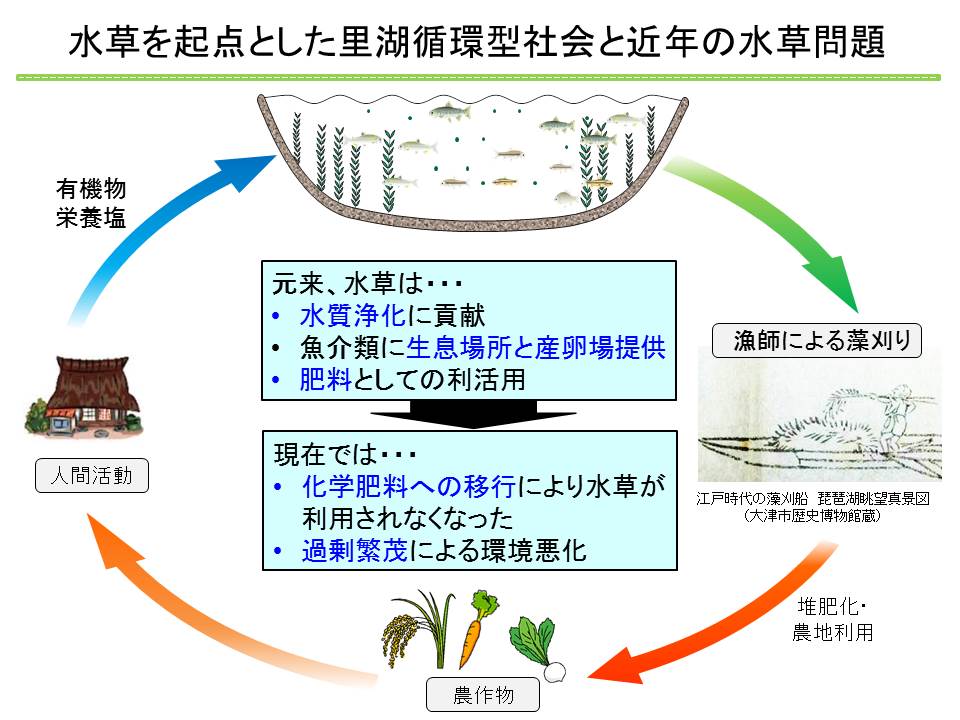 水草を起点とした里湖循環型社会と近年の水草問題
有機物
栄養塩
元来、水草は・・・
• 水質浄化に貢献
• 魚介類に生息場所と産卵場提供
• 肥料としての利活用
漁師による藻刈り
現在では・・・
• 化学肥料への移行により水草が
利用されなくなった
• 過剰繁茂による環境悪化
人間活動
江戸時代の藻刈船 琵琶湖眺望真景図
（大津市歴史博物館蔵）
堆肥化・
農地利用
農作物